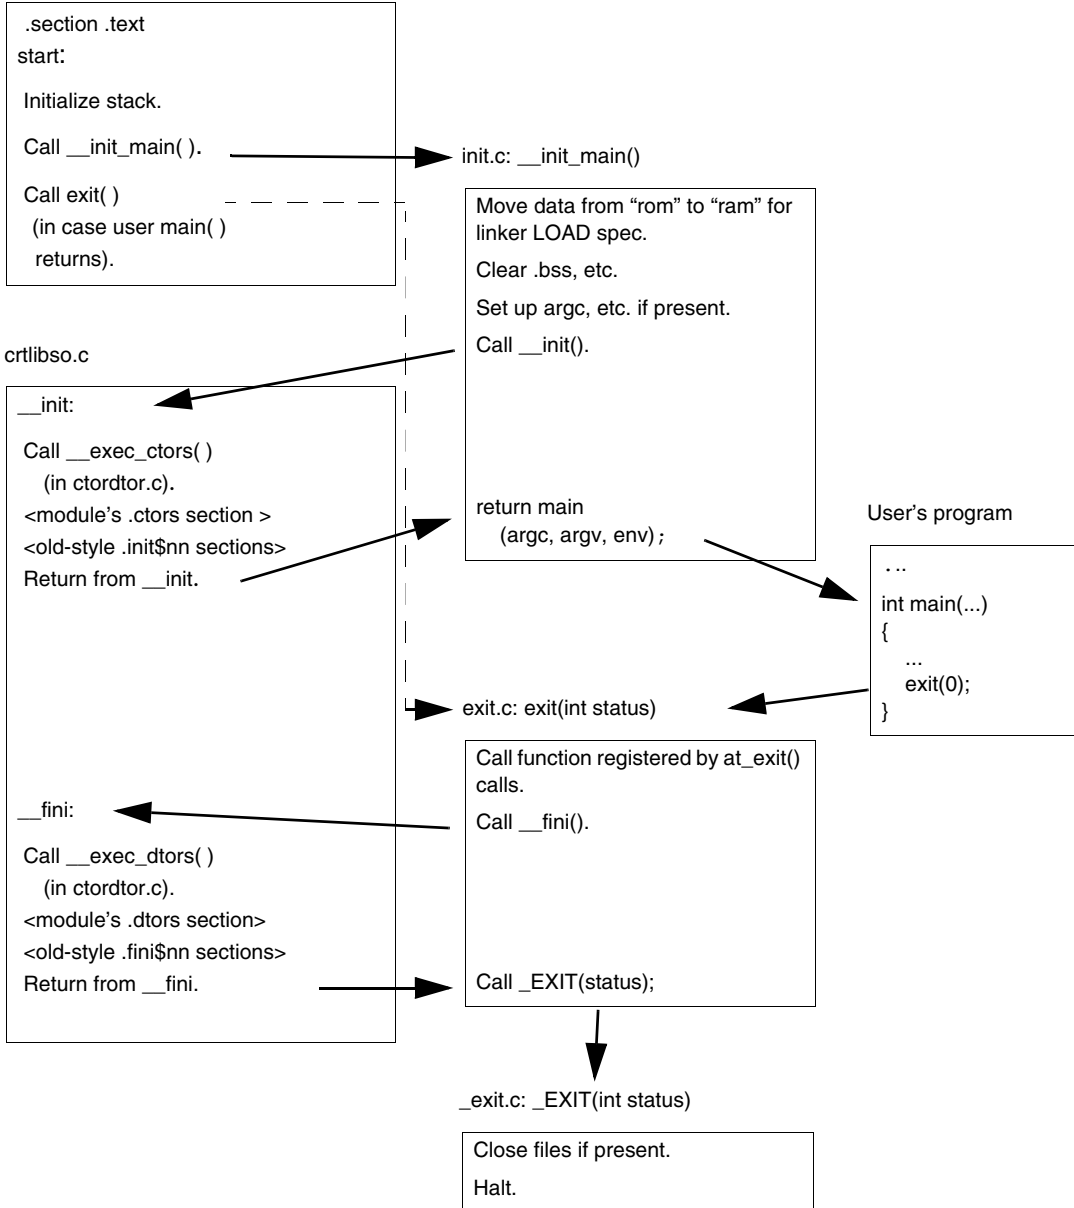 .section .text
start:
Initialize stack.
Call __init_main( ).
Call exit( )
(in case user main( )
returns).
init.c: __init_main()
Move data from “rom” to “ram” for
linker LOAD spec.
Clear .bss, etc.
Set up argc, etc. if present.
Call __init().
return main
(argc, argv, env);
crtlibso.c
__init:
Call __exec_ctors( )
(in ctordtor.c).
<module’s .ctors section >
<old-style .init$nn sections>
Return from __init.
User’s program
...
int main(...)
{
...
exit(0);
}
exit.c: exit(int status)
Call function registered by at_exit()
calls.
Call __fini().
Call _EXIT(status);
__fini:
Call __exec_dtors( )
(in ctordtor.c).
<module’s .dtors section>
<old-style .fini$nn sections>
Return from __fini.
_exit.c: _EXIT(int status)
Close files if present.
Halt.